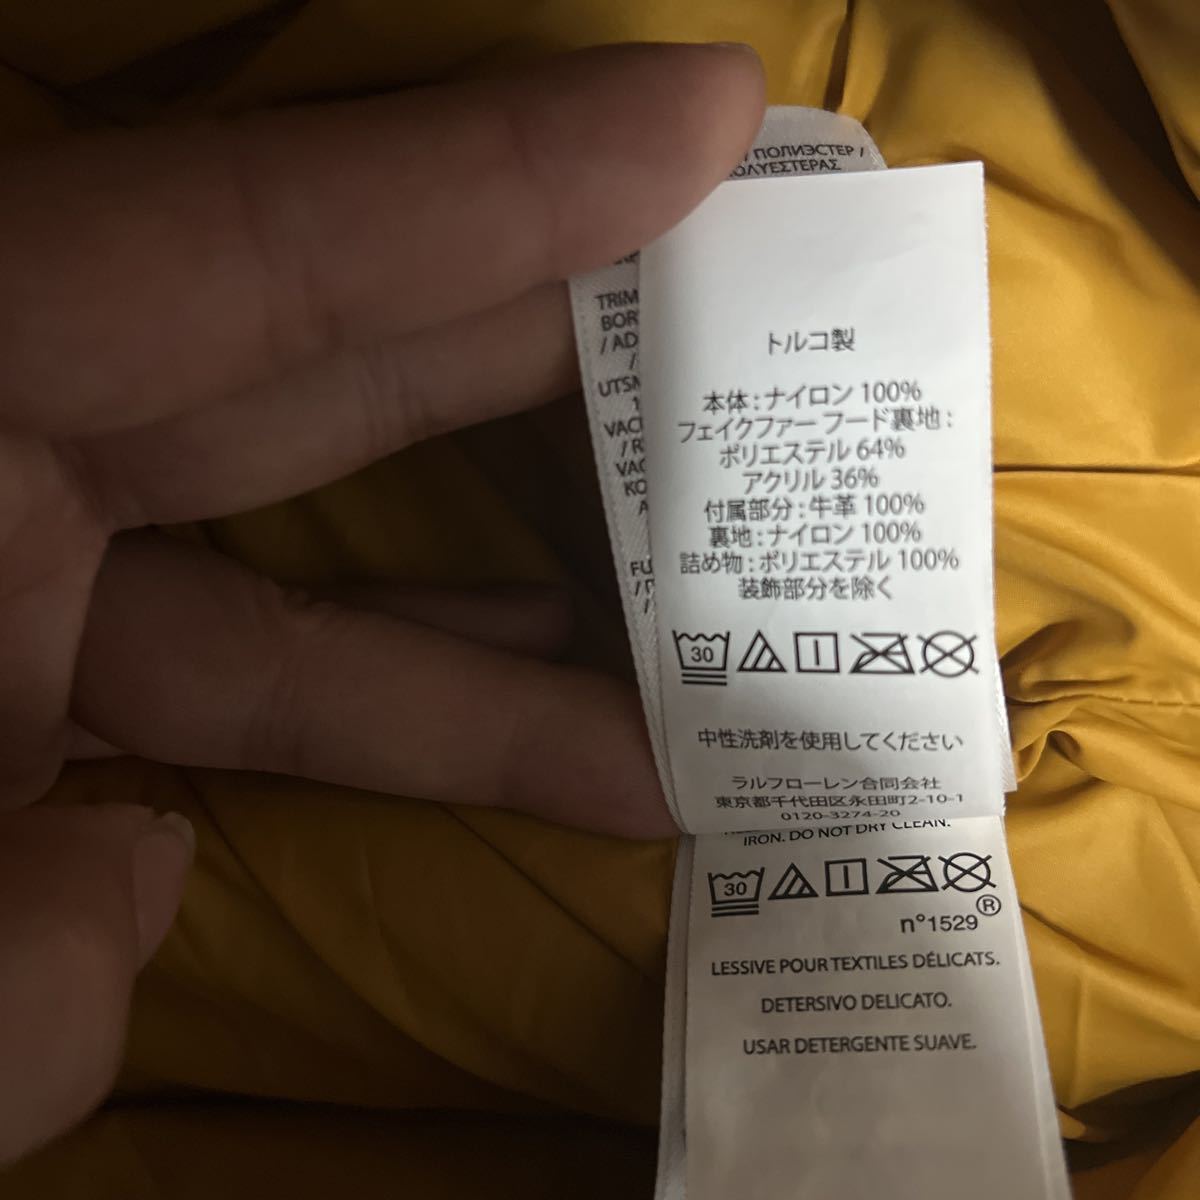 ПОЛИЭСТЕР /
ΟΛΥΕΣΤΕΡΑΣ
TRIM
BOR
/ AD
UTSM
VAC
/ R
VAC
KO
FU
トルコ製
本体 : ナイロン 100%
フェイクファー フード裏地 :
ポリエステル 64%
アクリル 36%
付属部分 : 牛革 100%
裏地 : ナイロン 100%
詰め物 : ポリエステル 100%
装飾部分を除く
30
中性洗剤を使用してください
ラルフローレン合同会社
東京都千代田区永田町2-10-1
0120-3274-20
IRON. DO NOT DRY CLEAN.
30
n°1529®
LESSIVE POUR TEXTILES DÉLICATS.
DETERSIVO DELICATO.
USAR DETERGENTE SUAVE.